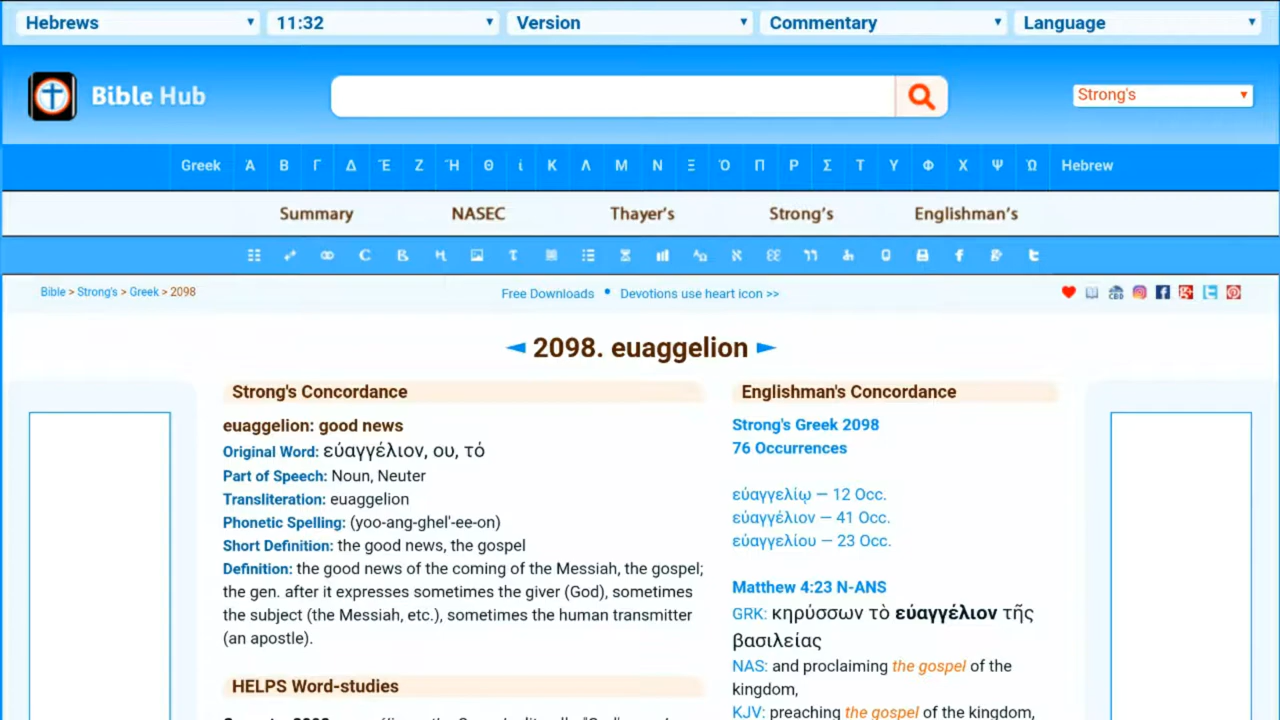 Hebrews 11:32 Version Commentary Language
Bible Hub
Strong's
Greek Ἀ Β Γ Δ Ἐ Ζ Ἡ Θ ἰ Κ Λ Μ Ν Ξ Ὀ Π Ρ Σ Τ Υ Φ Χ Ψ Ὠ Hebrew
Summary NASEC Thayer's Strong's Englishman's
Bible > Strong's > Greek > 2098
Free Downloads • Devotions use heart icon >>
◄ 2098. euaggelion ►
Strong's Concordance
euaggelion: good news
Original Word: εὐαγγέλιον, ου, τό
Part of Speech: Noun, Neuter
Transliteration: euaggelion
Phonetic Spelling: (yoo-ang-ghel'-ee-on)
Short Definition: the good news, the gospel
Definition: the good news of the coming of the Messiah, the gospel;
the gen. after it expresses sometimes the giver (God), sometimes
the subject (the Messiah, etc.), sometimes the human transmitter
(an apostle).
HELPS Word-studies
Englishman's Concordance
Strong's Greek 2098
76 Occurrences
εὐαγγελίῳ — 12 Occ.
εὐαγγέλιον — 41 Occ.
εὐαγγελίου — 23 Occ.
Matthew 4:23 N-ANS
GRK: κηρύσσων τὸ εὐαγγέλιον τῆς
βασιλείας
NAS: and proclaiming the gospel of the
kingdom,
KJV: preaching the gospel of the kingdom,